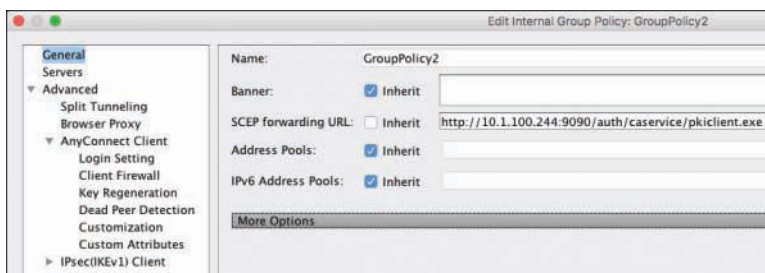 Edit Internal Group Policy: GroupPolicy2
General
Servers
Advanced
Split Tunneling
Browser Proxy
AnyConnect Client
Login Setting
Client Firewall
Key Regeneration
Dead Peer Detection
Customization
Custom Attributes
IPsec(IKEv1) Client
Name: GroupPolicy2
Banner: Inherit
SCEP forwarding URL: Inherit http://10.1.100.244:9090/auth/caservice/pkiclient.exe
Address Pools: Inherit
IPv6 Address Pools: Inherit
More Options